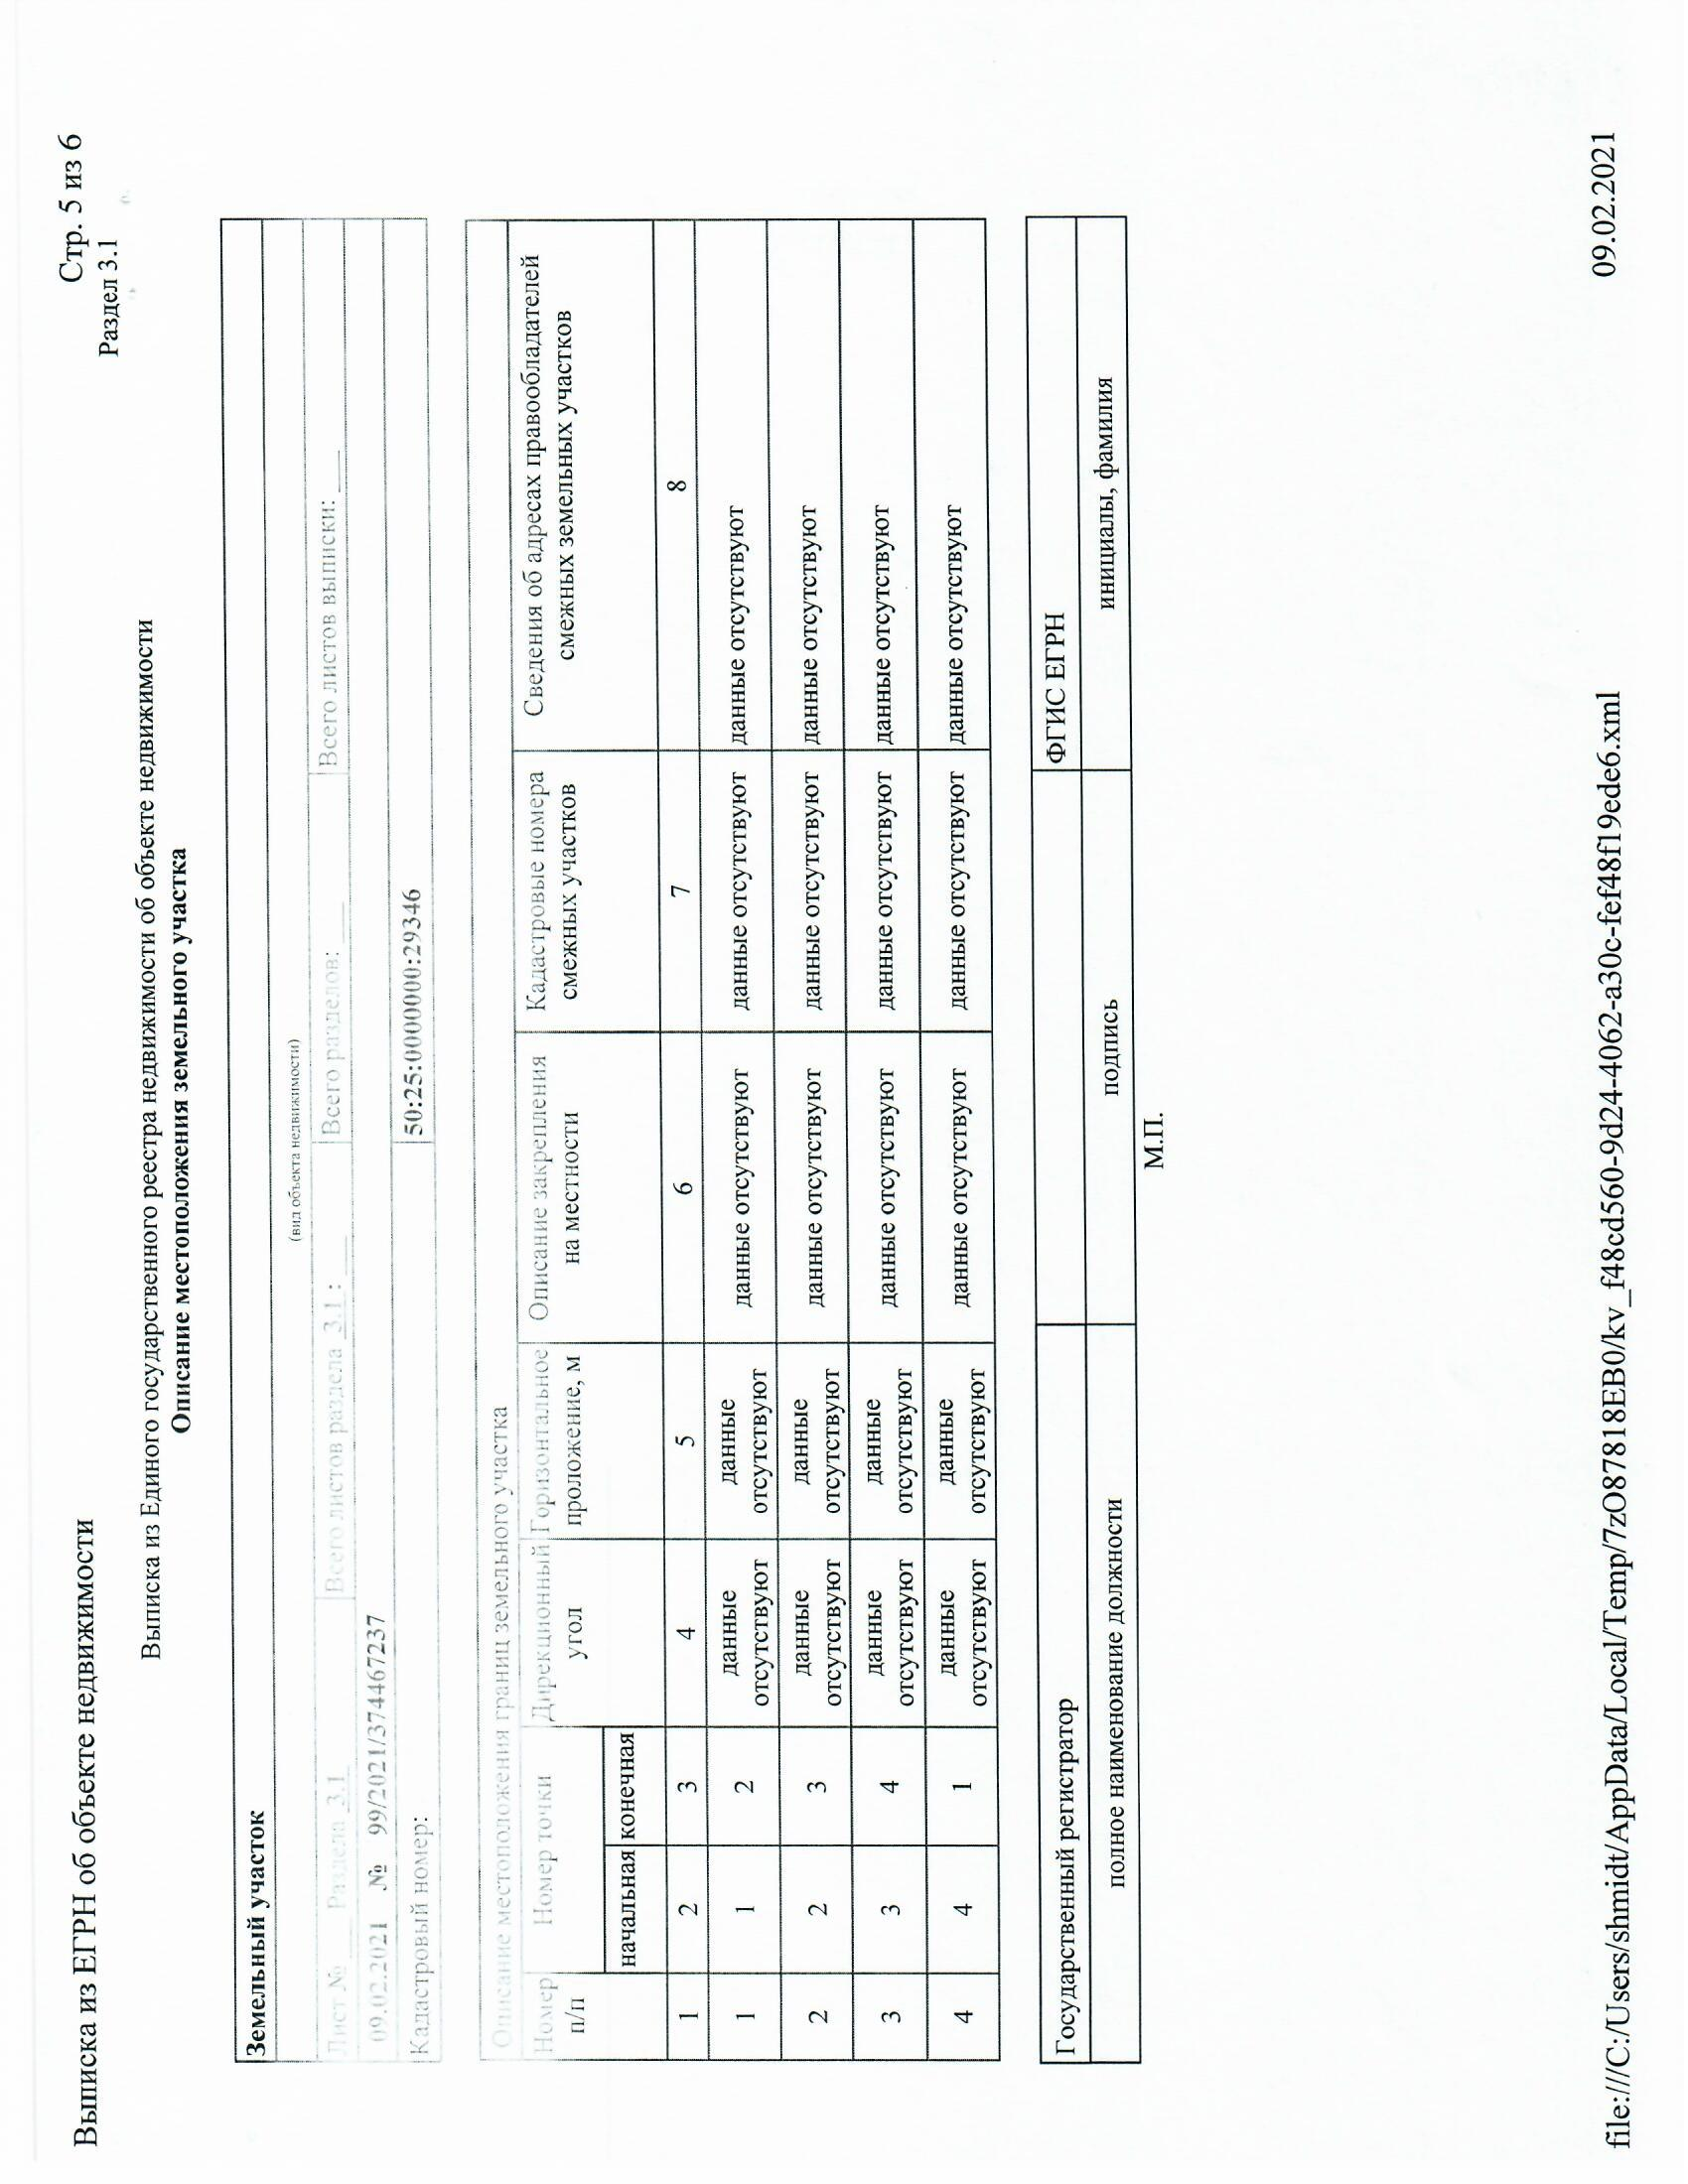 Выписка из ЕГРН об объекте недвижимости Стр. 5 из 6
Раздел 3.1
Выписка из Единого государственного реестра недвижимости об объекте недвижимости
Описание местоположения земельного участка
Земельный участок
(вид объекта недвижимости)
Лист № ___ Раздела 3.1 Всего листов раздела 3.1 : ___ Всего разделов: ___ Всего листов выписки: ___
09.02.2021 № 99/2021/374467237
Кадастровый номер: 50:25:0000000:29346
Описание местоположения границ земельного участка
Номер п/п Номер точки Дирекционный угол Горизонтальное проложение, м Описание закрепления на местности Кадастровые номера смежных участков Сведения об адресах правообладателей смежных земельных участков
начальная конечная
1 2 3 4 5 6 7 8
1 1 2 данные отсутствуют данные отсутствуют данные отсутствуют данные отсутствуют данные отсутствуют
2 2 3 данные отсутствуют данные отсутствуют данные отсутствуют данные отсутствуют данные отсутствуют
3 3 4 данные отсутствуют данные отсутствуют данные отсутствуют данные отсутствуют данные отсутствуют
4 4 1 данные отсутствуют данные отсутствуют данные отсутствуют данные отсутствуют данные отсутствуют
Государственный регистратор ФГИС ЕГРН
полное наименование должности подпись инициалы, фамилия
М.П.
file:///C:/Users/shmidt/AppData/Local/Temp/7zO87818EB0/kv_f48cd560-9d24-4062-a30c-fef48f19ede6.xml 09.02.2021